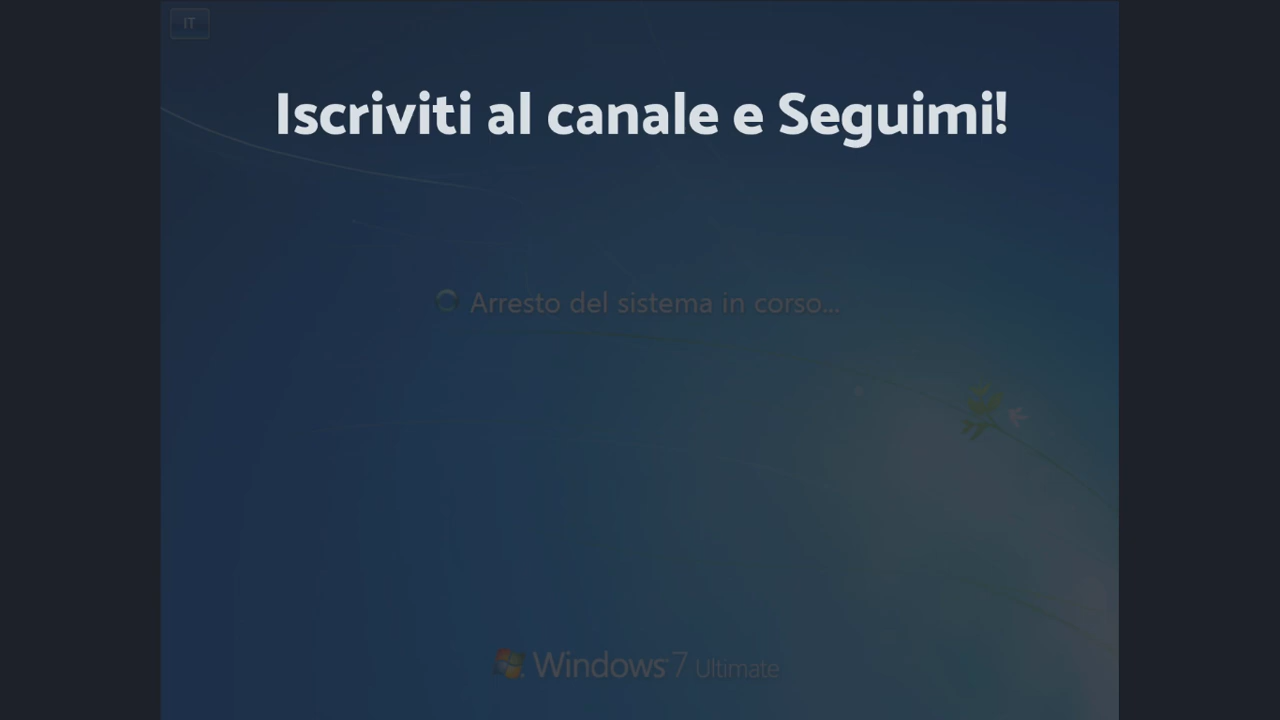 IT
Iscriviti al canale e Seguimi!
Arresto del sistema in corso...
Windows 7 Ultimate